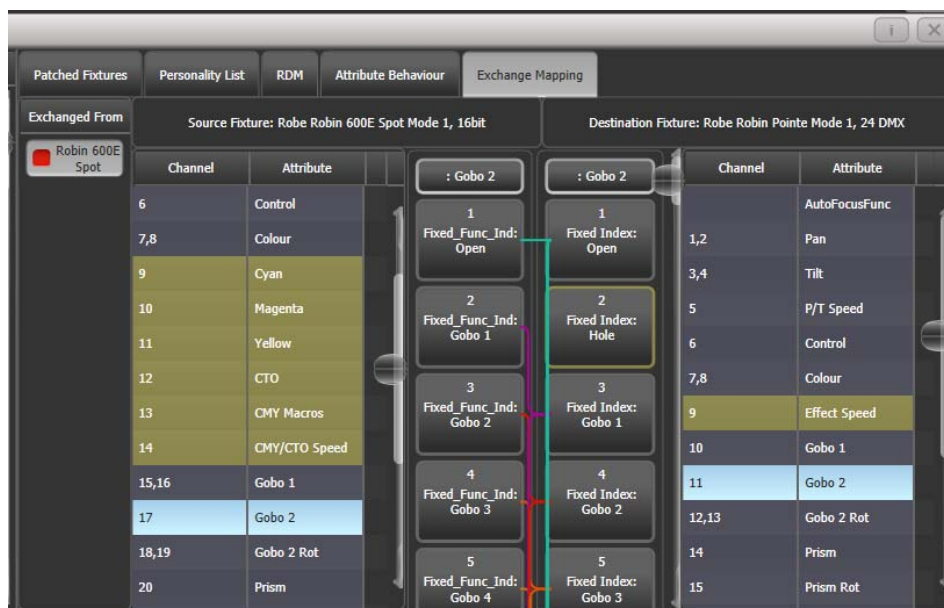 i
Patched Fixtures
Personality List
RDM
Attribute Behaviour
Exchange Mapping
Exchanged From
Source Fixture: Robe Robin 600E Spot Mode 1, 16bit
Destination Fixture: Robe Robin Pointe Mode 1, 24 DMX
Robin 600E
Spot
Channel Attribute
6 Control
7,8 Colour
9 Cyan
10 Magenta
11 Yellow
12 CTO
13 CMY Macros
14 CMY/CTO Speed
15,16 Gobo 1
17 Gobo 2
18,19 Gobo 2 Rot
20 Prism
: Gobo 2
1
Fixed_Func_Ind:
Open
2
Fixed_Func_Ind:
Gobo 1
3
Fixed_Func_Ind:
Gobo 2
4
Fixed_Func_Ind:
Gobo 3
5
Fixed_Func_Ind:
Gobo 4
: Gobo 2
1
Fixed Index:
Open
2
Fixed Index:
Hole
3
Fixed Index:
Gobo 1
4
Fixed Index:
Gobo 2
5
Fixed Index:
Gobo 3
Channel Attribute
AutoFocusFunc
1,2 Pan
3,4 Tilt
5 P/T Speed
6 Control
7,8 Colour
9 Effect Speed
10 Gobo 1
11 Gobo 2
12,13 Gobo 2 Rot
14 Prism
15 Prism Rot